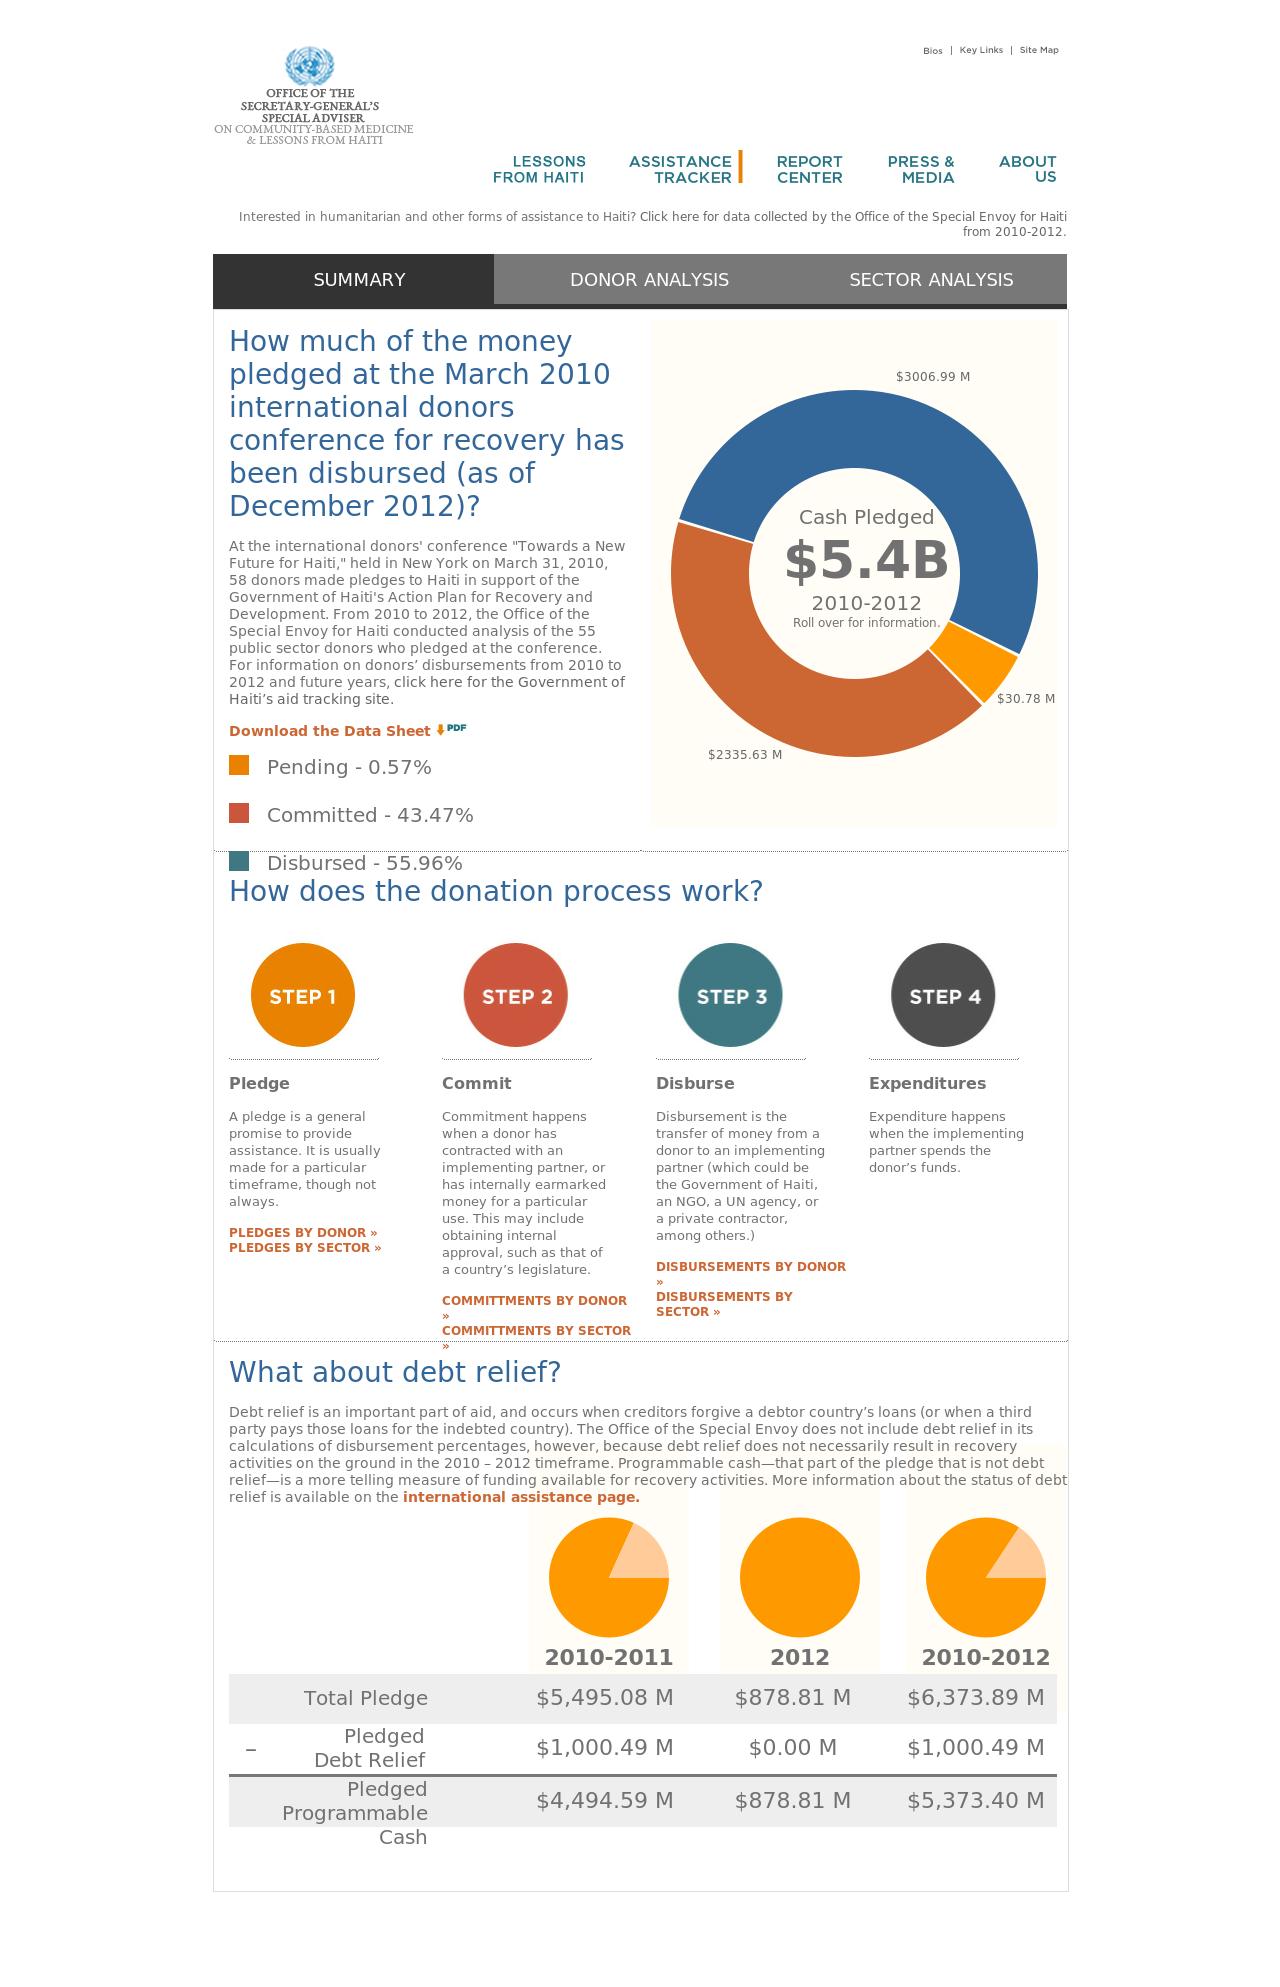 Bios | Key Links | Site Map
OFFICE OF THE
SECRETARY-GENERAL'S
SPECIAL ADVISER
ON COMMUNITY-BASED MEDICINE
& LESSONS FROM HAITI
LESSONS
FROM HAITI
ASSISTANCE
TRACKER
REPORT
CENTER
PRESS &
MEDIA
ABOUT
US
Interested in humanitarian and other forms of assistance to Haiti? Click here for data collected by the Office of the Special Envoy for Haiti
from 2010-2012.
SUMMARY
DONOR ANALYSIS
SECTOR ANALYSIS
How much of the money
pledged at the March 2010
international donors
conference for recovery has
been disbursed (as of
December 2012)?
At the international donors' conference "Towards a New
Future for Haiti," held in New York on March 31, 2010,
58 donors made pledges to Haiti in support of the
Government of Haiti's Action Plan for Recovery and
Development. From 2010 to 2012, the Office of the
Special Envoy for Haiti conducted analysis of the 55
public sector donors who pledged at the conference.
For information on donors’ disbursements from 2010 to
2012 and future years, click here for the Government of
Haiti’s aid tracking site.
Download the Data Sheet PDF
Pending - 0.57%
Committed - 43.47%
Disbursed - 55.96%
$3006.99 M
Cash Pledged
$5.4B
2010-2012
Roll over for information.
$30.78 M
$2335.63 M
How does the donation process work?
STEP 1
Pledge
A pledge is a general
promise to provide
assistance. It is usually
made for a particular
timeframe, though not
always.
PLEDGES BY DONOR »
PLEDGES BY SECTOR »
STEP 2
Commit
Commitment happens
when a donor has
contracted with an
implementing partner, or
has internally earmarked
money for a particular
use. This may include
obtaining internal
approval, such as that of
a country’s legislature.
COMMITTMENTS BY DONOR
»
COMMITTMENTS BY SECTOR
»
STEP 3
Disburse
Disbursement is the
transfer of money from a
donor to an implementing
partner (which could be
the Government of Haiti,
an NGO, a UN agency, or
a private contractor,
among others.)
DISBURSEMENTS BY DONOR
»
DISBURSEMENTS BY
SECTOR »
STEP 4
Expenditures
Expenditure happens
when the implementing
partner spends the
donor’s funds.
What about debt relief?
Debt relief is an important part of aid, and occurs when creditors forgive a debtor country’s loans (or when a third
party pays those loans for the indebted country). The Office of the Special Envoy does not include debt relief in its
calculations of disbursement percentages, however, because debt relief does not necessarily result in recovery
activities on the ground in the 2010 – 2012 timeframe. Programmable cash—that part of the pledge that is not debt
relief—is a more telling measure of funding available for recovery activities. More information about the status of debt
relief is available on the international assistance page.
2010-2011 2012 2010-2012
Total Pledge $5,495.08 M $878.81 M $6,373.89 M
– Pledged
Debt Relief $1,000.49 M $0.00 M $1,000.49 M
Pledged
Programmable
Cash $4,494.59 M $878.81 M $5,373.40 M